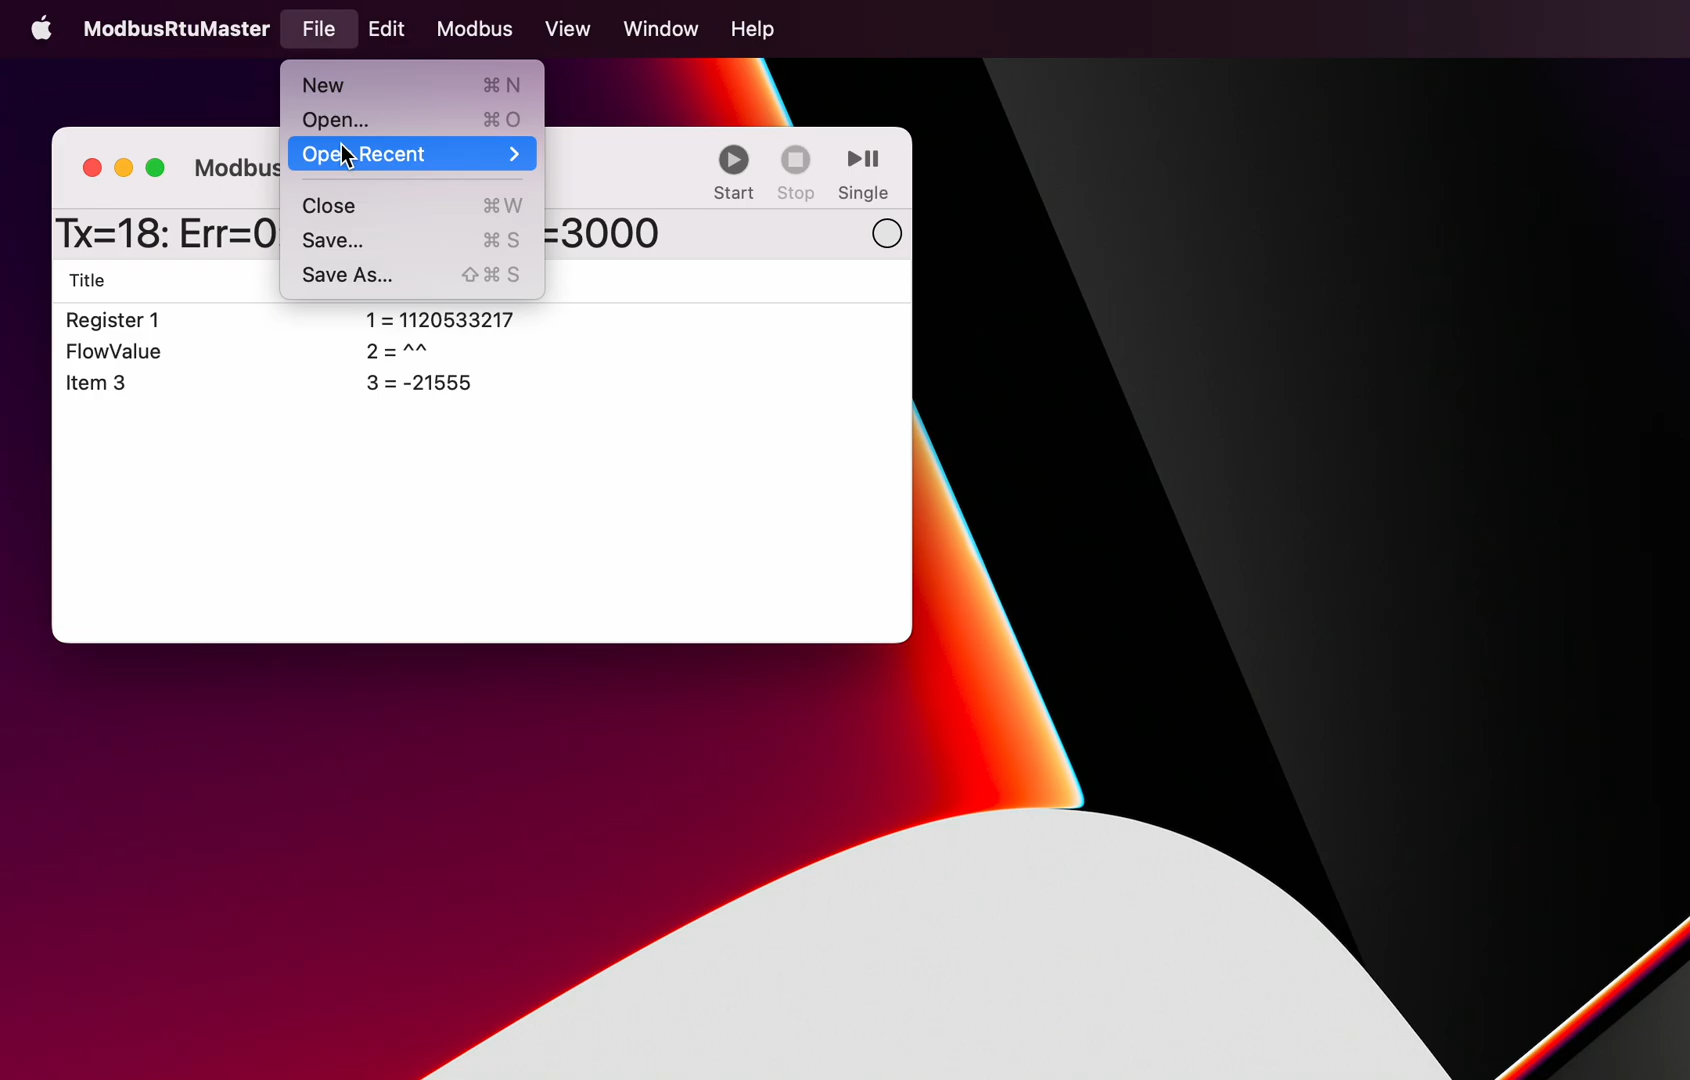 ModbusRtuMaster File Edit Modbus View Window Help
New ⌘ N
Open... ⌘ O
Open Recent >
Close ⌘ W
Save... ⌘ S
Save As... ⇧ ⌘ S
Start Stop Single
Tx=18: Err=0 =3000
Title
Register 1 1 = 1120533217
FlowValue 2 = ^^
Item 3 3 = -21555